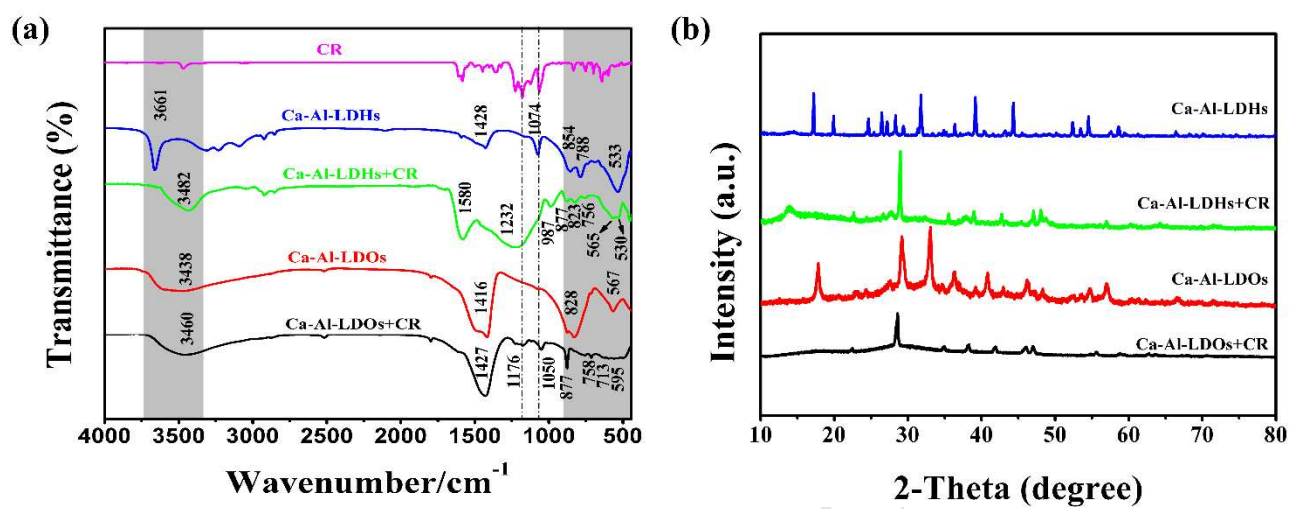 (a)
Transmittance (%)
CR
3661
Ca-Al-LDHs
1428
1074
854
788
533
Ca-Al-LDHs+CR
3482
1580
1232
987
877
823
756
565
530
Ca-Al-LDOs
3438
1416
828
567
Ca-Al-LDOs+CR
3460
1427
1176
1050
877
758
713
595
4000 3500 3000 2500 2000 1500 1000 500
Wavenumber/cm⁻¹
(b)
Intensity (a.u.)
Ca-Al-LDHs
Ca-Al-LDHs+CR
Ca-Al-LDOs
Ca-Al-LDOs+CR
10 20 30 40 50 60 70 80
2-Theta (degree)